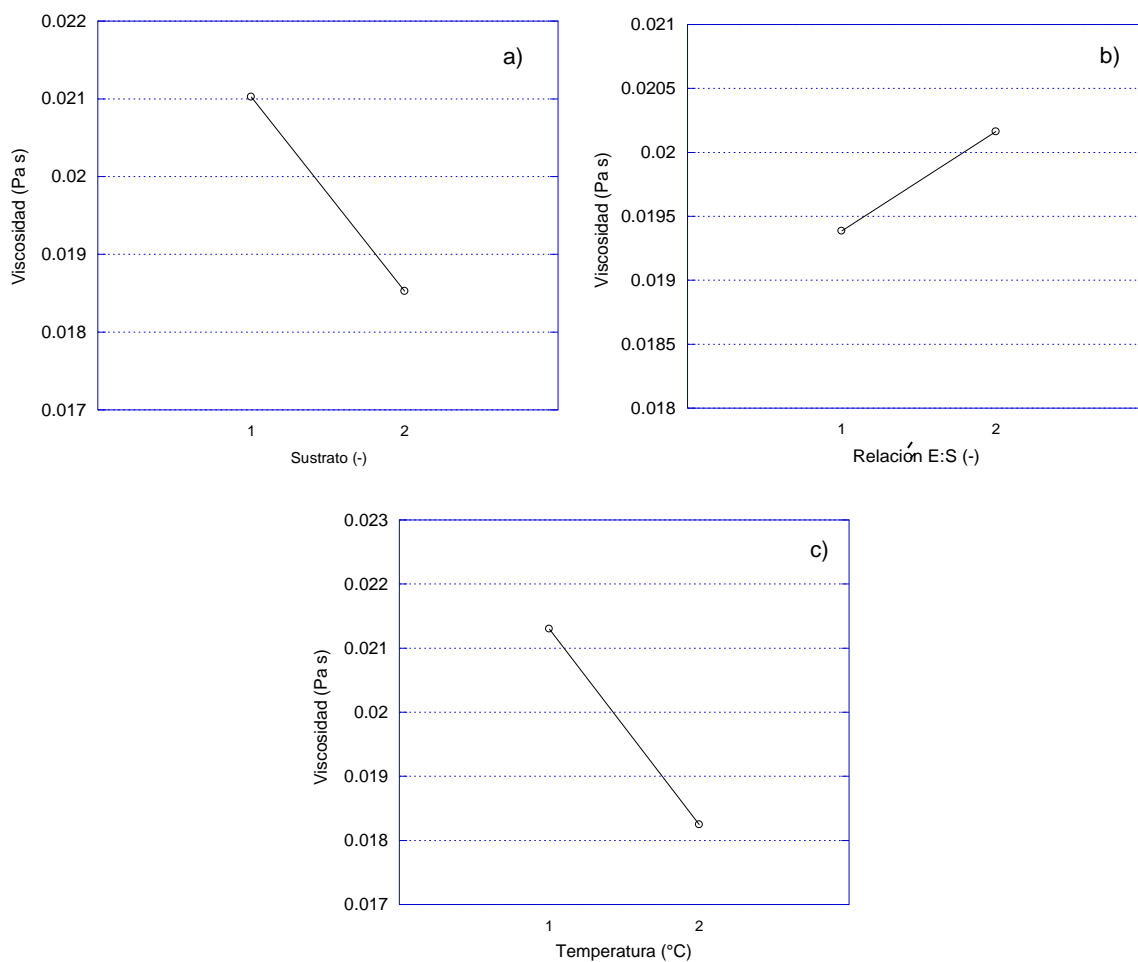 a)
0.022
0.021
0.02
0.019
0.018
0.017
Viscosidad (Pa s)
1 2
Sustrato (-)
b)
0.021
0.0205
0.02
0.0195
0.019
0.0185
0.018
Viscosidad (Pa s)
1 2
Relación E:S (-)
c)
0.023
0.022
0.021
0.02
0.019
0.018
0.017
Viscosidad (Pa s)
1 2
Temperatura (°C)